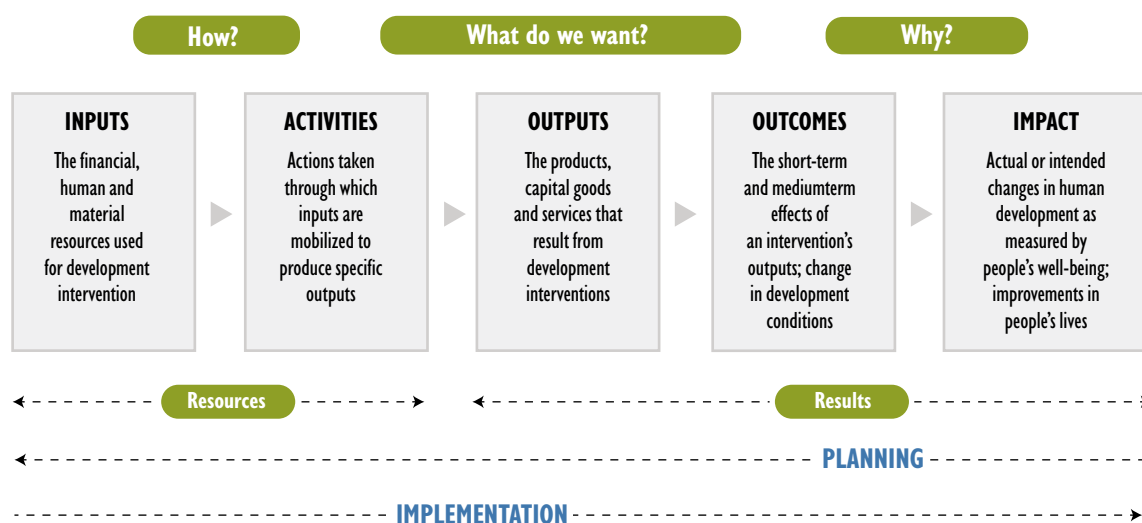 How?
What do we want?
Why?
INPUTS
The financial,
human and
material
resources used
for development
intervention
ACTIVITIES
Actions taken
through which
inputs are
mobilized to
produce specific
outputs
OUTPUTS
The products,
capital goods
and services that
result from
development
interventions
OUTCOMES
The short-term
and mediumterm
effects of
an intervention’s
outputs; change
in development
conditions
IMPACT
Actual or intended
changes in human
development as
measured by
people’s well-being;
improvements in
people’s lives
Resources
Results
PLANNING
IMPLEMENTATION